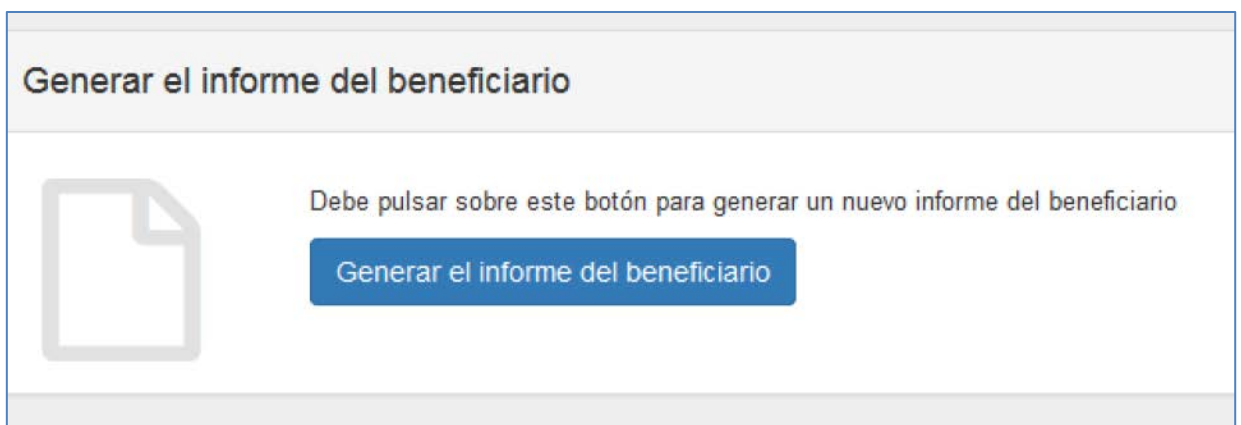 Generar el informe del beneficiario
Debe pulsar sobre este botón para generar un nuevo informe del beneficiario
Generar el informe del beneficiario